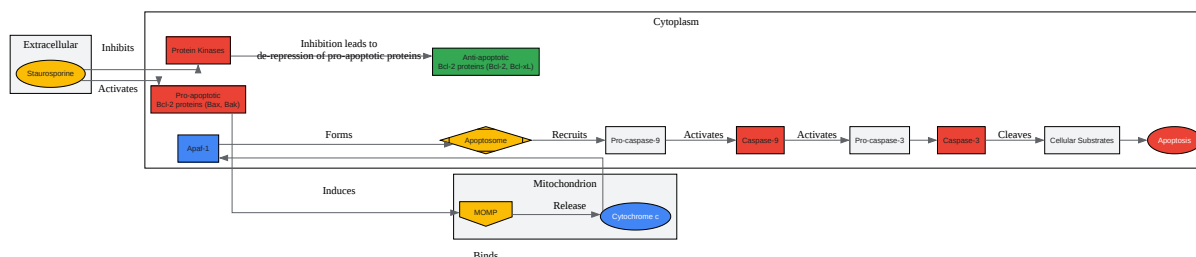 Cytoplasm
Extracellular
Staurosporine
Inhibits
Activates
Protein Kinases
Inhibition leads to
de-repression of pro-apoptotic proteins
Anti-apoptotic
Bcl-2 proteins (Bcl-2, Bcl-xL)
Pro-apoptotic
Bcl-2 proteins (Bax, Bak)
Apaf-1
Forms
Apoptosome
Recruits
Pro-caspase-9
Activates
Caspase-9
Activates
Pro-caspase-3
Caspase-3
Cleaves
Cellular Substrates
Apoptosis
Induces
Mitochondrion
MOMP
Release
Cytochrome c
Binds